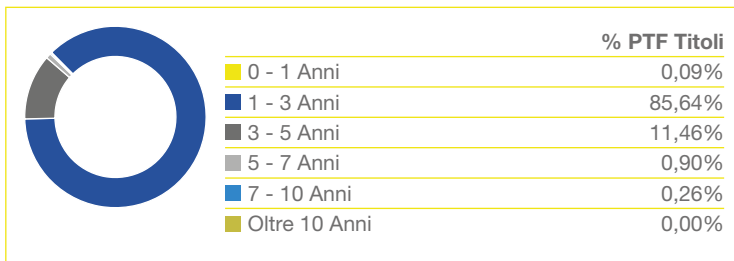 % PTF Titoli
0 - 1 Anni 0,09%
1 - 3 Anni 85,64%
3 - 5 Anni 11,46%
5 - 7 Anni 0,90%
7 - 10 Anni 0,26%
Oltre 10 Anni 0,00%